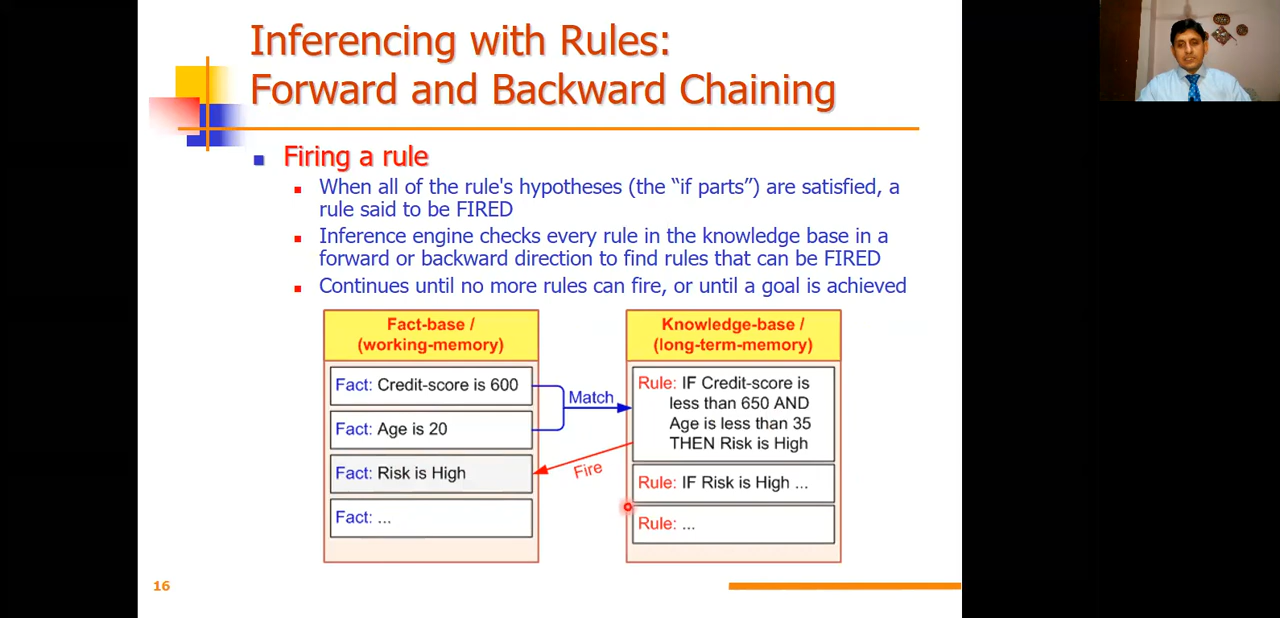 Inferencing with Rules:
Forward and Backward Chaining
Firing a rule
When all of the rule's hypotheses (the “if parts”) are satisfied, a
rule said to be FIRED
Inference engine checks every rule in the knowledge base in a
forward or backward direction to find rules that can be FIRED
Continues until no more rules can fire, or until a goal is achieved
Fact-base /
(working-memory)
Fact: Credit-score is 600
Fact: Age is 20
Fact: Risk is High
Fact: ...
Match
Fire
Knowledge-base /
(long-term-memory)
Rule: IF Credit-score is
less than 650 AND
Age is less than 35
THEN Risk is High
Rule: IF Risk is High ...
Rule: ...
16